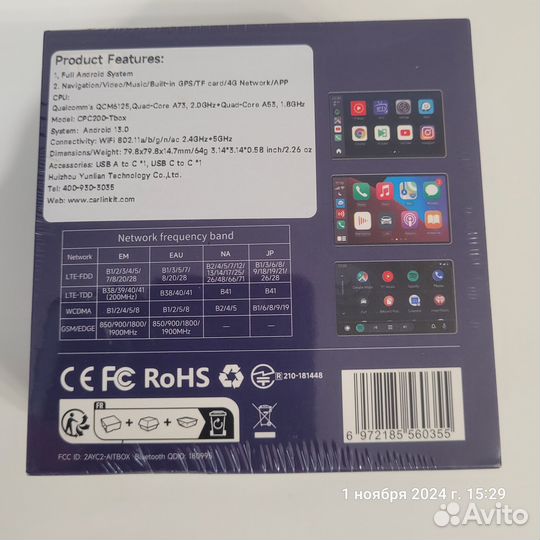 Product Features:
1, Full Android System
2. Navigation/Video/Music/Built-in GPS/TF card/4G Network/APP
CPU:
Qualcomm's QCM6125,Quad-Core A73, 2.0GHz+Quad-Core A53, 1.8GHz
Model: CPC200-Tbox
System: Android 13.0
Connectivity: WiFi 802.11a/b/g/n/ac 2.4GHz+5GHz
Dimensions/Weight: 79.8x79.8x14.7mm/64g 3.14*3.14*0.58 inch/2.26 oz
Accessories: USB A to C *1, USB C to C *1
Huizhou Yunlian Technology Co.,Ltd.
Tel: 400-930-3035
Web: www.carlinkit.com
Network frequency band
Network EM EAU NA JP
LTE-FDD B1/2/3/4/5/7/8/20/28 B1/3/5/7/8/20/28 B2/4/5/7/12/13/14/17/25/26/48/66/71 B1/3/6/8/9/18/19/21/26/28
LTE-TDD B38/39/40/41 (200MHz) B38/40/41 B41 B41
WCDMA B1/2/4/5/8 B1/2/5/8 B2/4/5 B1/6/8/9/19
GSM/EDGE 850/900/1800/1900MHz 850/900/1800/1900MHz — —
CE FC RoHS R 210-181448
FR
6 972185 560355
FCC ID: 2AYC2-AITBOX Bluetooth QDID: 180995
1 ноября 2024 г. 15:29
Avito